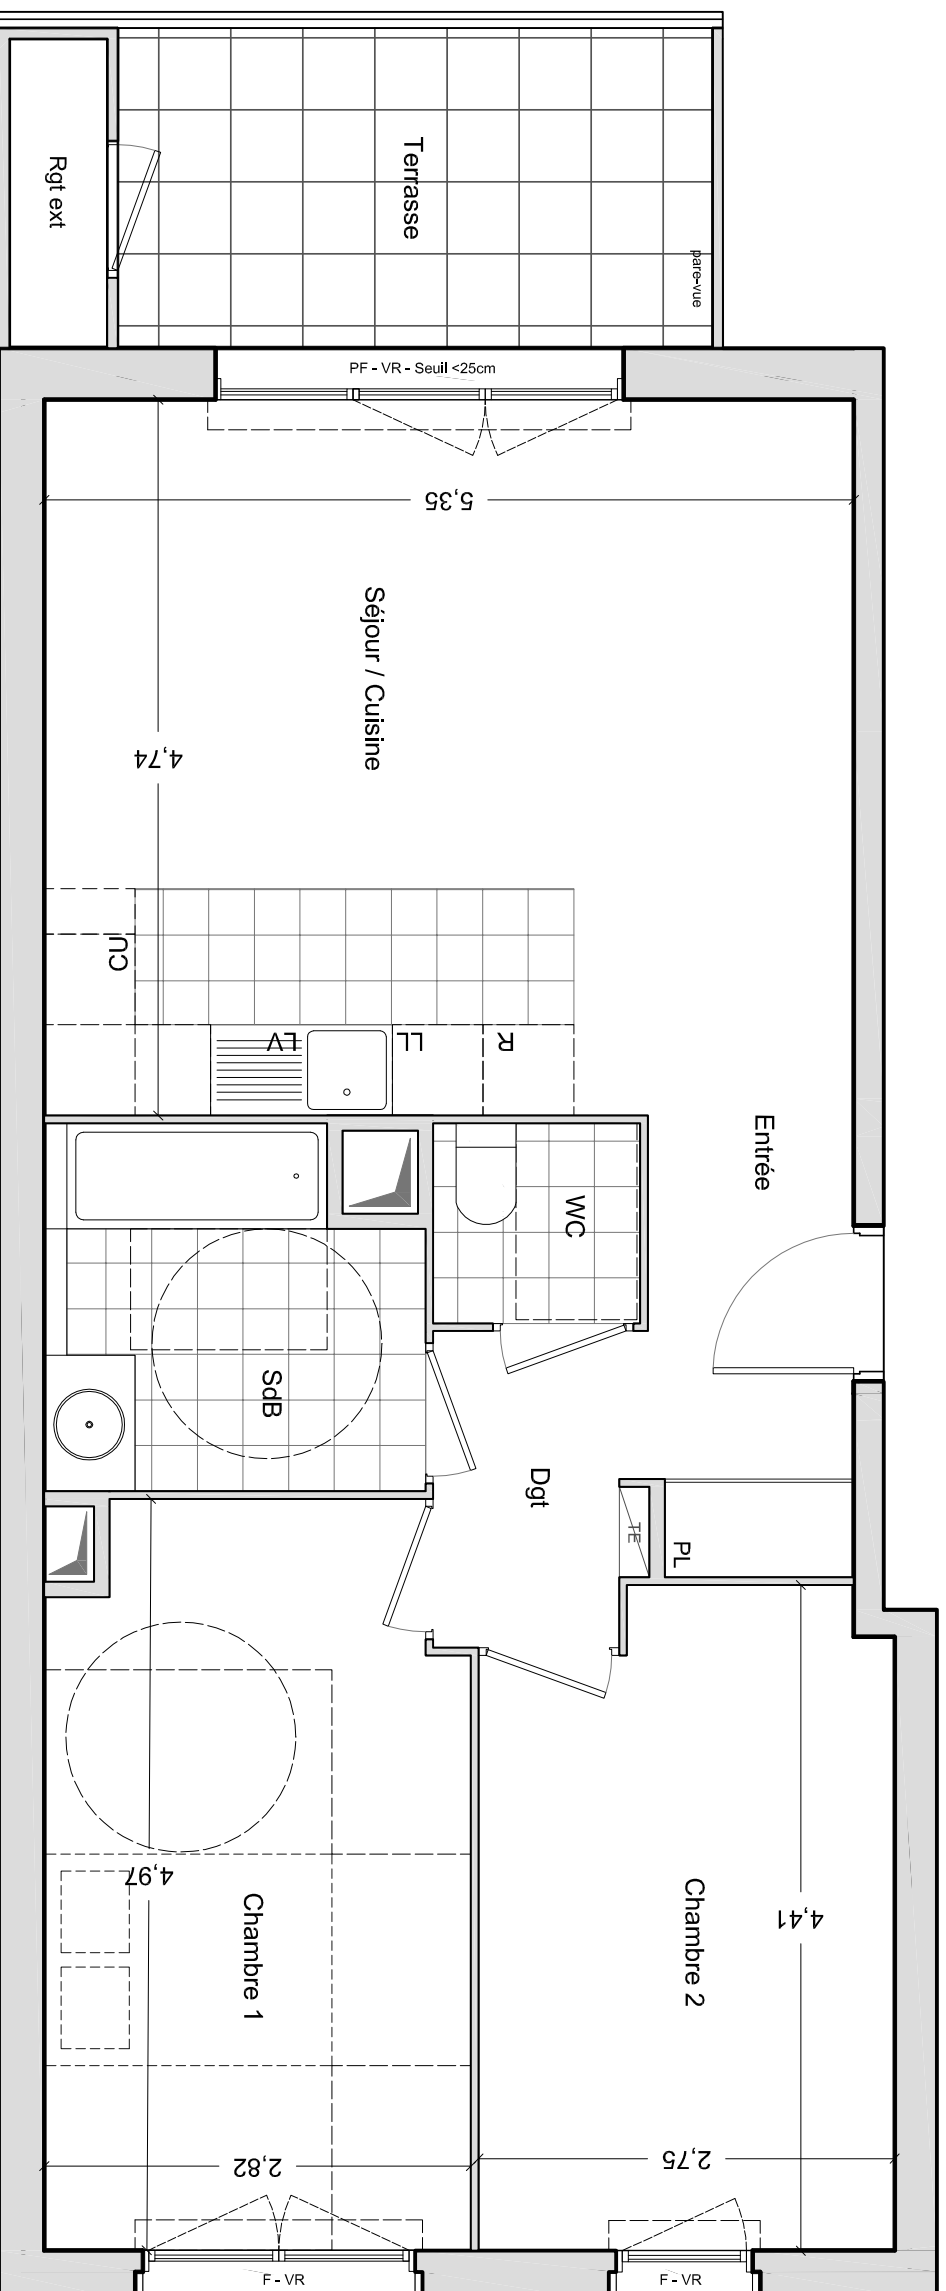 Rgt ext
Terrasse
pare-vue
PF - VR - Seuil <25cm
5,35
Séjour / Cuisine
4,74
CU
LV
LL
R
Entrée
WC
SdB
Dgt
TE
PL
4,97
Chambre 1
Chambre 2
4,41
2,82
2,75
F - VR
F - VR